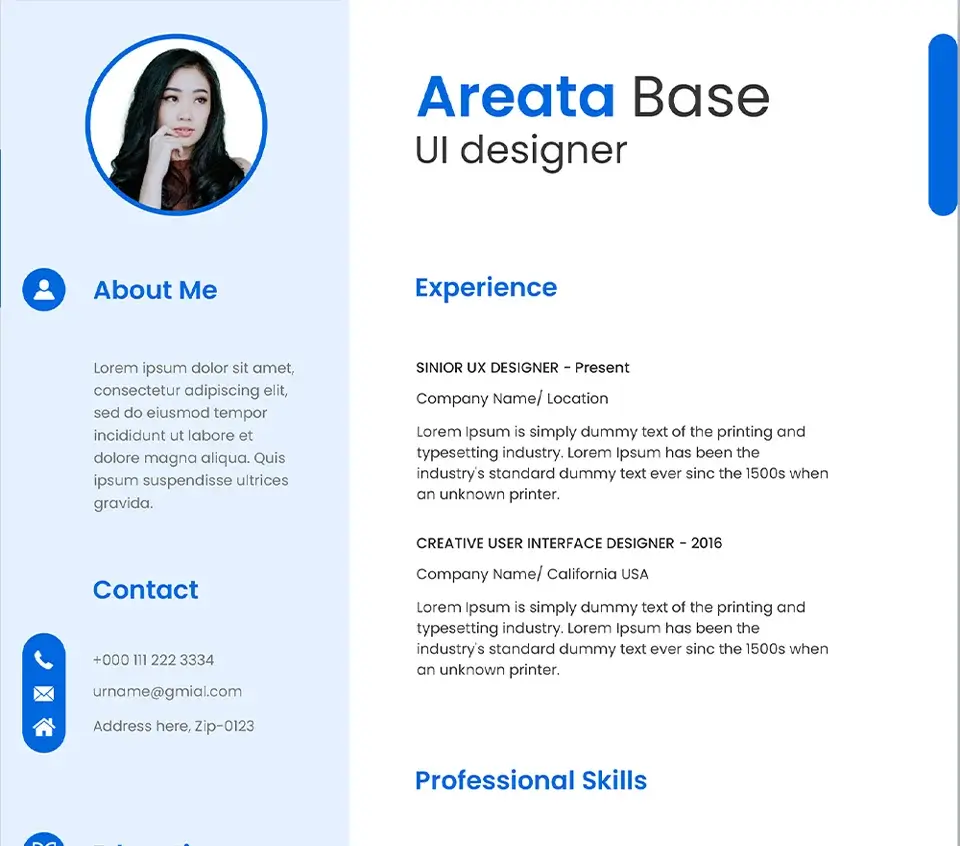 Areata Base
UI designer
About Me
Lorem ipsum dolor sit amet,
consectetur adipiscing elit,
sed do eiusmod tempor
incididunt ut labore et
dolore magna aliqua. Quis
ipsum suspendisse ultrices
gravida.
Contact
+000 111 222 3334
urname@gmial.com
Address here, Zip-0123
Experience
SINIOR UX DESIGNER - Present
Company Name/ Location
Lorem Ipsum is simply dummy text of the printing and
typesetting industry. Lorem Ipsum has been the
industry's standard dummy text ever sinc the 1500s when
an unknown printer.
CREATIVE USER INTERFACE DESIGNER - 2016
Company Name/ California USA
Lorem Ipsum is simply dummy text of the printing and
typesetting industry. Lorem Ipsum has been the
industry's standard dummy text ever sinc the 1500s when
an unknown printer.
Professional Skills